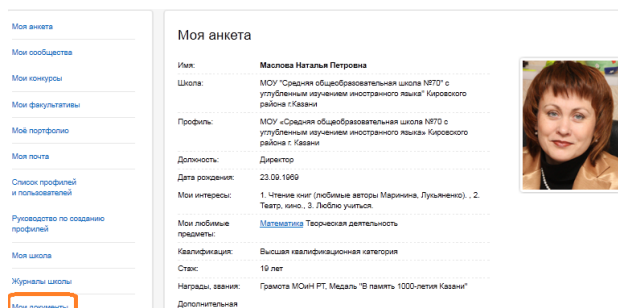 Моя анкета
Мои сообщества
Мои конкурсы
Мои факультативы
Моё портфолио
Моя почта
Список профилей
и пользователей
Руководство по созданию
профилей
Моя школа
Журналы школы
Мои документы
Моя анкета
Имя: Маслова Наталья Петровна
Школа: МОУ "Средняя общеобразовательная школа №70" с
углубленным изучением иностранного языка" Кировского
района г.Казани
Профиль: МОУ «Средняя общеобразовательная школа №70 с
углубленным изучением иностранного языка» Кировского
района г. Казани
Должность: Директор
Дата рождения: 23.09.1969
Мои интересы: 1. Чтение книг (любимые авторы Маринина, Лукьяненко). . 2.
Театр, кино., 3. Люблю учиться.
Мои любимые Математика Творческая деятельность
предметы:
Квалификация: Высшая квалификационная категория
Стаж: 19 лет
Награды, звания: Грамота МОиН РТ, Медаль "В память 1000-летия Казани"
Дополнительная